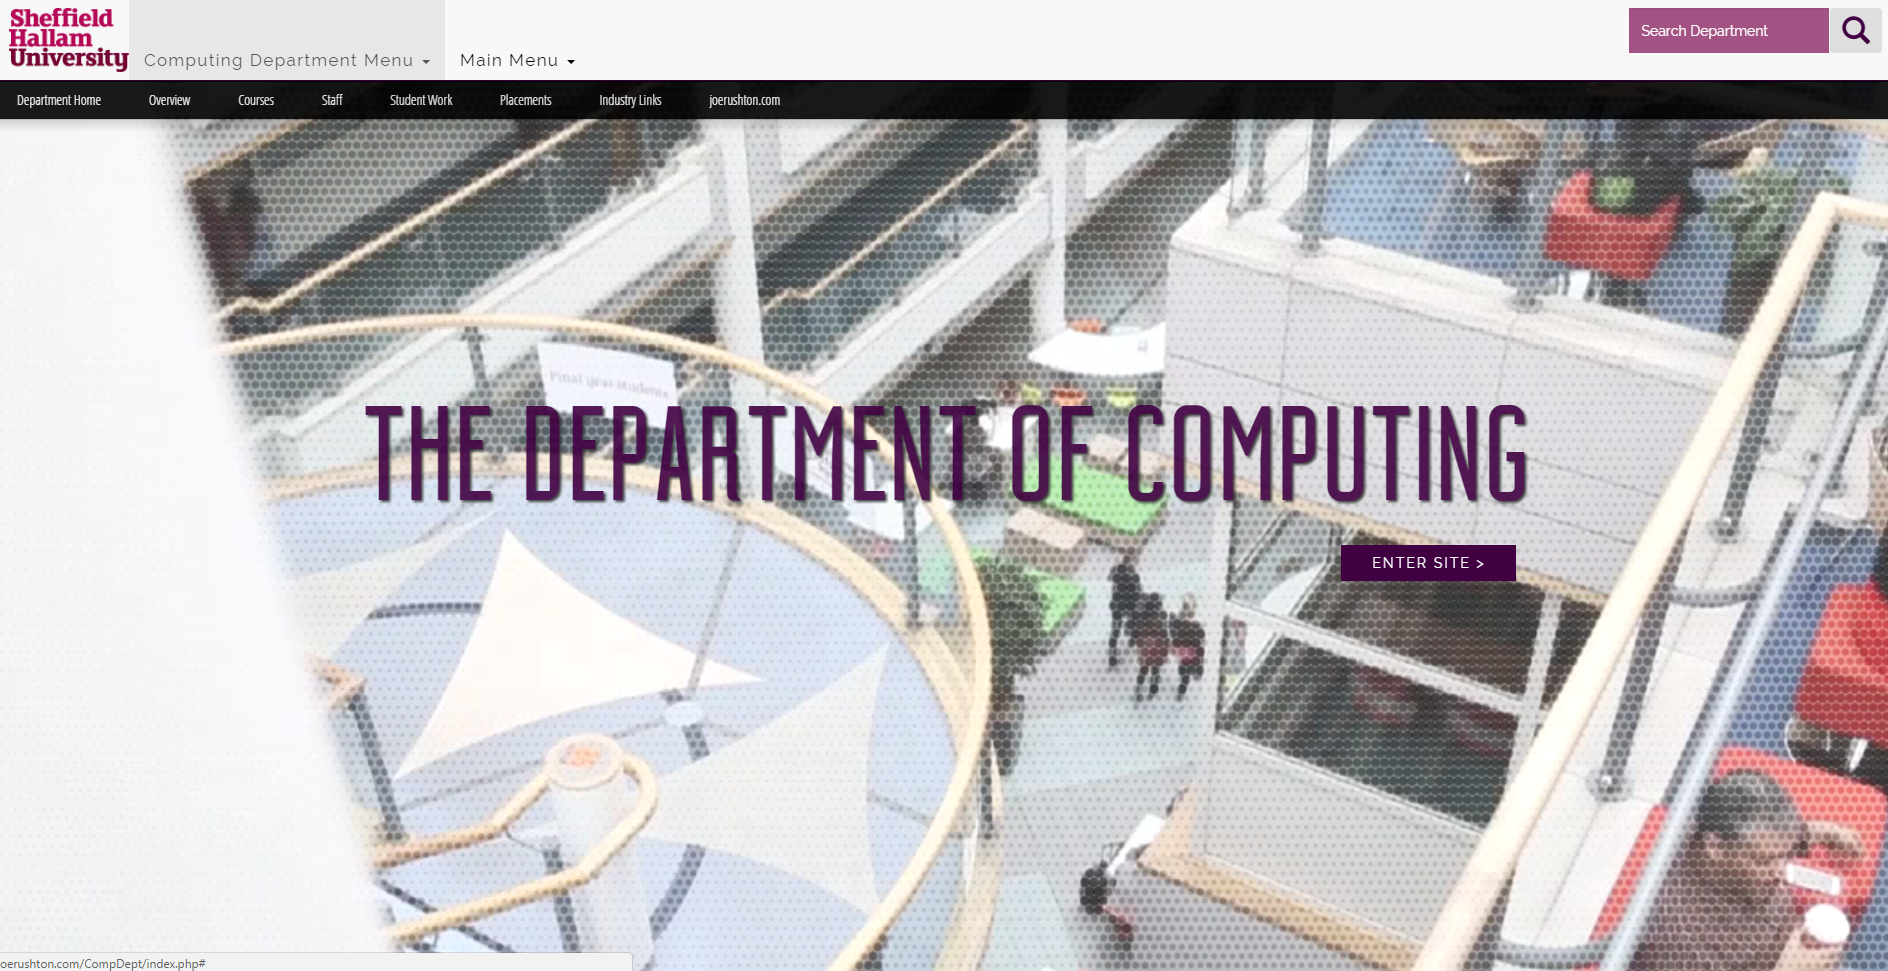 Sheffield
Hallam
University
Computing Department Menu
Main Menu
Search Department
Department Home
Overview
Courses
Staff
Student Work
Placements
Industry Links
joerushton.com
Final year students
THE DEPARTMENT OF COMPUTING
ENTER SITE >
oerushton.com/CompDept/index.php#